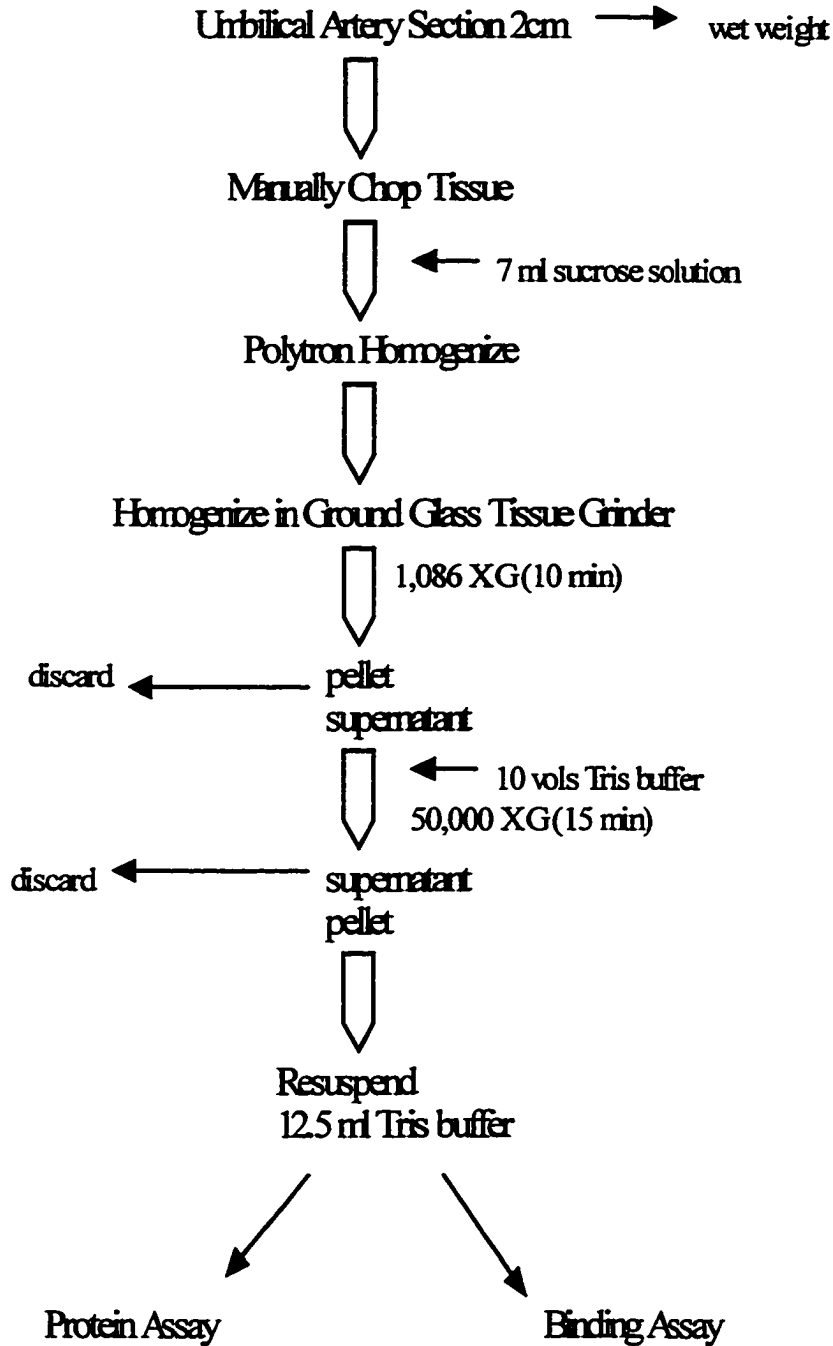 Umbilical Artery Section 2cm
wet weight
Manually Chop Tissue
7 ml sucrose solution
Polytron Homogenize
Homogenize in Ground Glass Tissue Grinder
1,086 XG (10 min)
discard
pellet
supernatant
10 vols Tris buffer
50,000 XG (15 min)
discard
supernatant
pellet
Resuspend
12.5 ml Tris buffer
Protein Assay
Binding Assay